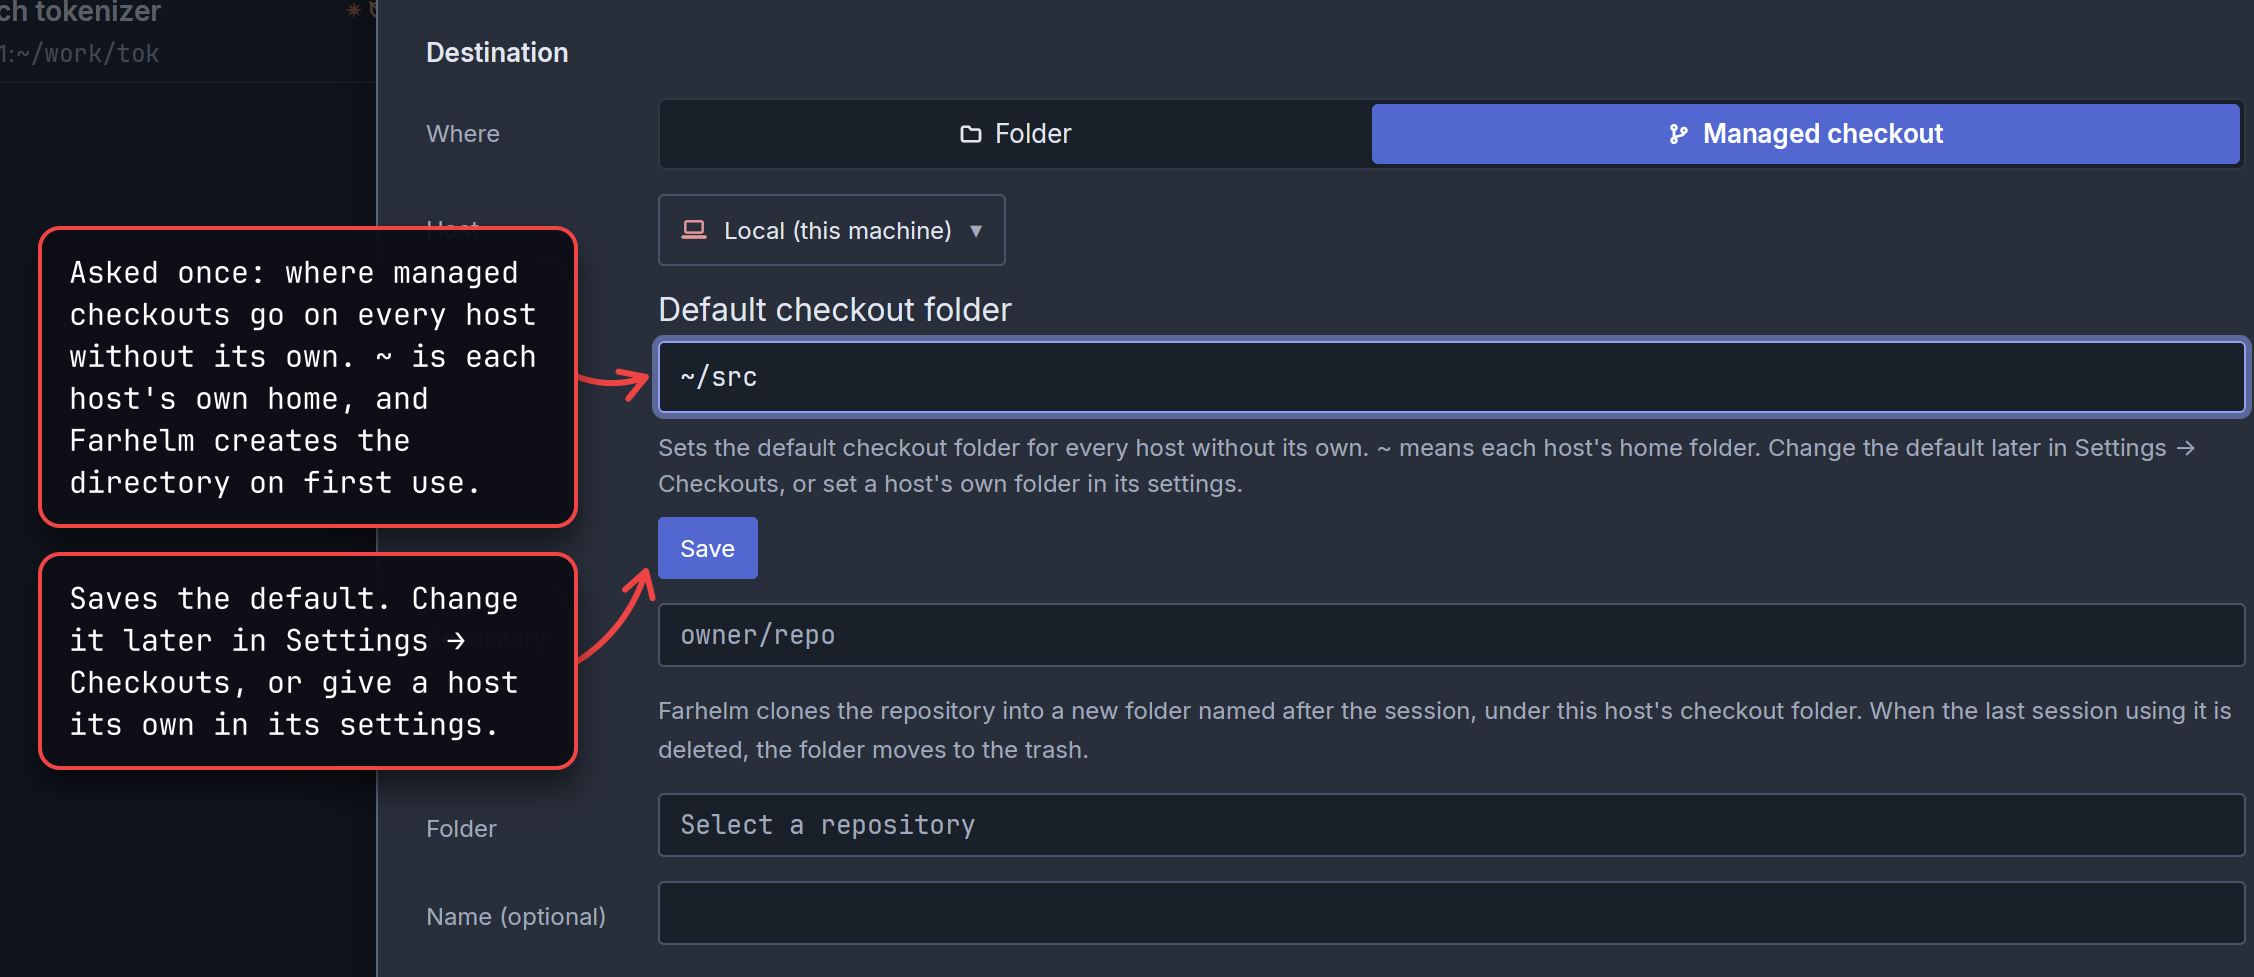 ch tokenizer
1:~/work/tok
Destination
Where
Folder
Managed checkout
Host
Local (this machine) ▼
Default checkout folder
~/src
Sets the default checkout folder for every host without its own. ~ means each host's home folder. Change the default later in Settings →
Checkouts, or set a host's own folder in its settings.
Save
owner/repo
Farhelm clones the repository into a new folder named after the session, under this host's checkout folder. When the last session using it is
deleted, the folder moves to the trash.
Folder
Select a repository
Name (optional)
Asked once: where managed
checkouts go on every host
without its own. ~ is each
host's own home, and
Farhelm creates the
directory on first use.
Saves the default. Change
it later in Settings →
Checkouts, or give a host
its own in its settings.